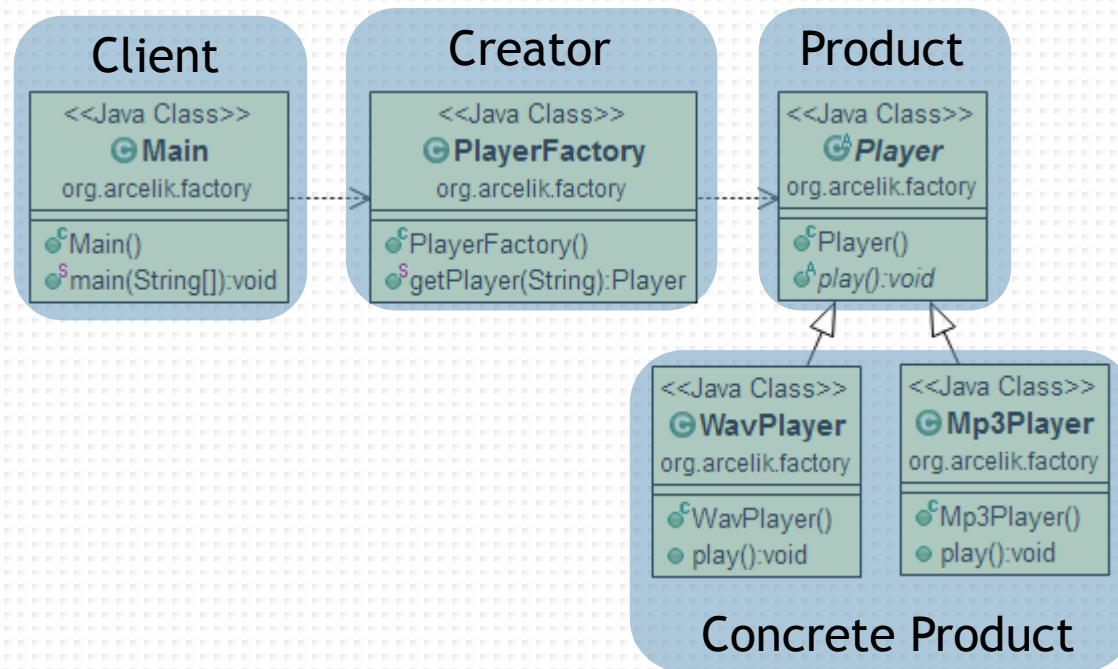 Client
<<Java Class>>
Main
org.arcelik.factory
Main()
main(String[]):void
Creator
<<Java Class>>
PlayerFactory
org.arcelik.factory
PlayerFactory()
getPlayer(String):Player
Product
<<Java Class>>
Player
org.arcelik.factory
Player()
play():void
<<Java Class>>
WavPlayer
org.arcelik.factory
WavPlayer()
play():void
<<Java Class>>
Mp3Player
org.arcelik.factory
Mp3Player()
play():void
Concrete Product